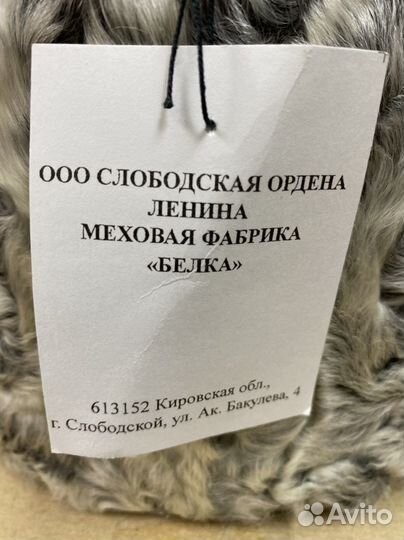 ООО СЛОБОДСКАЯ ОРДЕНА
ЛЕНИНА
МЕХОВАЯ ФАБРИКА
«БЕЛКА»
613152 Кировская обл.,
г. Слободской, ул. Ак. Бакулева, 4
Avito